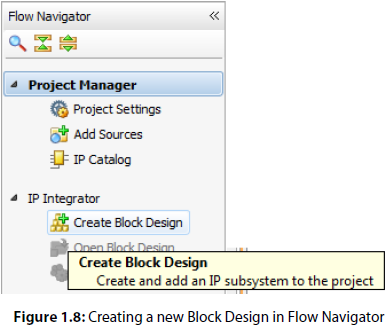 Flow Navigator
Project Manager
Project Settings
Add Sources
IP Catalog
IP Integrator
Create Block Design
Open Block Design
Create Block Design
Create and add an IP subsystem to the project
Figure 1.8: Creating a new Block Design in Flow Navigator